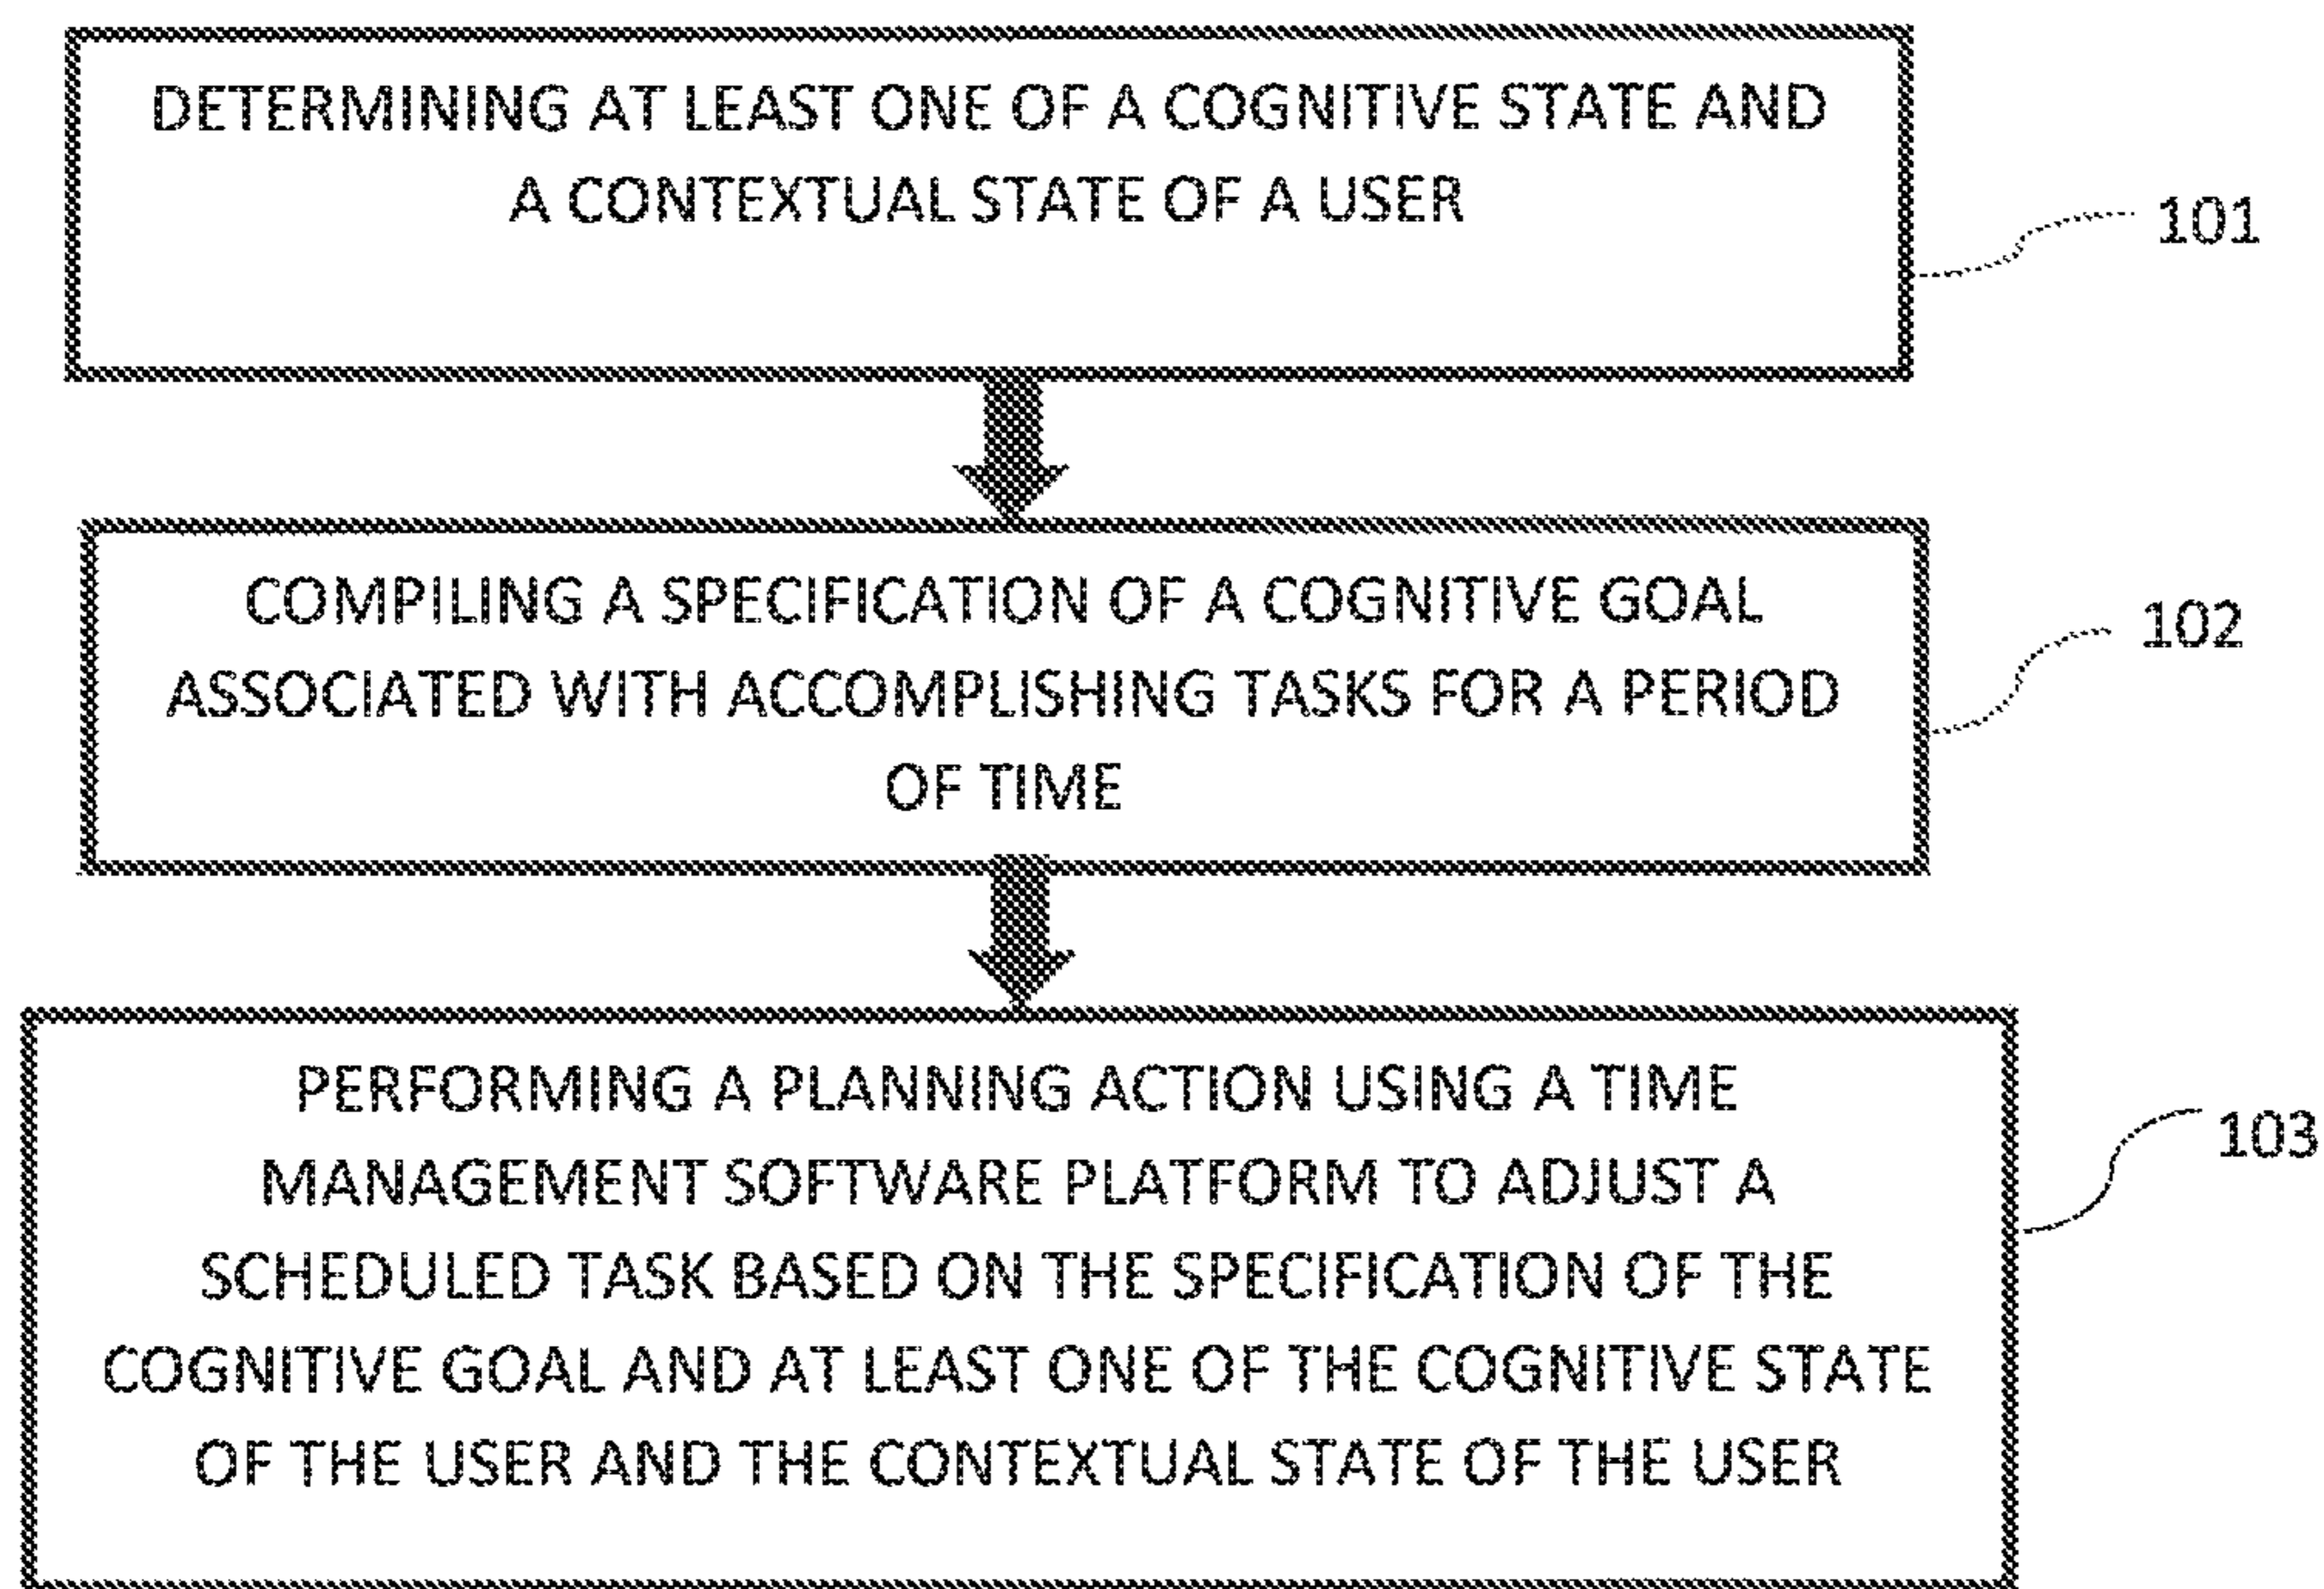 DETERMINING AT LEAST ONE OF A COGNITIVE STATE AND
A CONTEXTUAL STATE OF A USER
101
COMPILING A SPECIFICATION OF A COGNITIVE GOAL
ASSOCIATED WITH ACCOMPLISHING TASKS FOR A PERIOD
OF TIME
102
PERFORMING A PLANNING ACTION USING A TIME
MANAGEMENT SOFTWARE PLATFORM TO ADJUST A
SCHEDULED TASK BASED ON THE SPECIFICATION OF THE
COGNITIVE GOAL AND AT LEAST ONE OF THE COGNITIVE STATE
OF THE USER AND THE CONTEXTUAL STATE OF THE USER
103